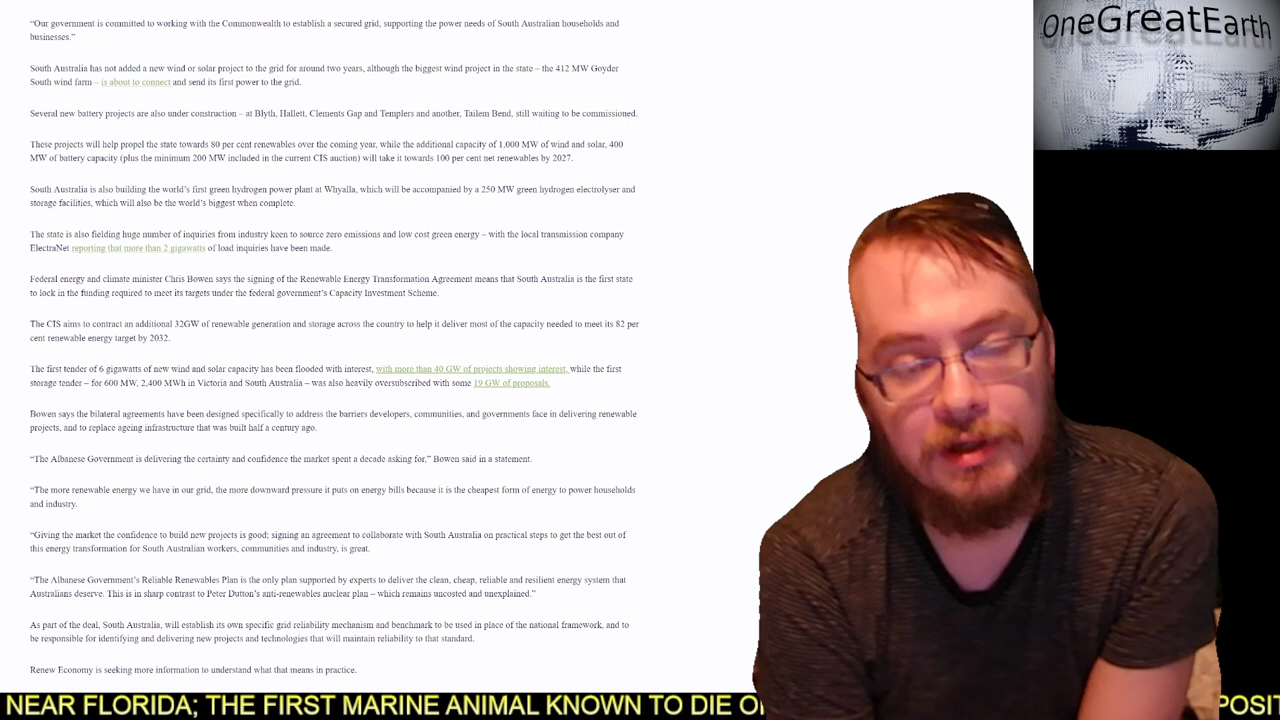 “Our government is committed to working with the Commonwealth to establish a secured grid, supporting the power needs of South Australian households and
businesses.”
South Australia has not added a new wind or solar project to the grid for around two years, although the biggest wind project in the state – the 412 MW Goyder
South wind farm – is about to connect and send its first power to the grid.
Several new battery projects are also under construction – at Blyth, Hallett, Clements Gap and Templers and another, Tailem Bend, still waiting to be commissioned.
These projects will help propel the state towards 80 per cent renewables over the coming year, while the additional capacity of 1,000 MW of wind and solar, 400
MW of battery capacity (plus the minimum 200 MW included in the current CIS auction) will take it towards 100 per cent net renewables by 2027.
South Australia is also building the world’s first green hydrogen power plant at Whyalla, which will be accompanied by a 250 MW green hydrogen electrolyser and
storage facilities, which will also be the world’s biggest when complete.
The state is also fielding huge number of inquiries from industry keen to source zero emissions and low cost green energy – with the local transmission company
ElectraNet reporting that more than 2 gigawatts of load inquiries have been made.
Federal energy and climate minister Chris Bowen says the signing of the Renewable Energy Transformation Agreement means that South Australia is the first state
to lock in the funding required to meet its targets under the federal government’s Capacity Investment Scheme.
The CIS aims to contract an additional 32GW of renewable generation and storage across the country to help it deliver most of the capacity needed to meet its 82 per
cent renewable energy target by 2032.
The first tender of 6 gigawatts of new wind and solar capacity has been flooded with interest, with more than 40 GW of projects showing interest, while the first
storage tender – for 600 MW, 2,400 MWh in Victoria and South Australia – was also heavily oversubscribed with some 19 GW of proposals.
Bowen says the bilateral agreements have been designed specifically to address the barriers developers, communities, and governments face in delivering renewable
projects, and to replace ageing infrastructure that was built half a century ago.
“The Albanese Government is delivering the certainty and confidence the market spent a decade asking for,” Bowen said in a statement.
“The more renewable energy we have in our grid, the more downward pressure it puts on energy bills because it is the cheapest form of energy to power households
and industry.
“Giving the market the confidence to build new projects is good; signing an agreement to collaborate with South Australia on practical steps to get the best out of
this energy transformation for South Australian workers, communities and industry, is great.
“The Albanese Government’s Reliable Renewables Plan is the only plan supported by experts to deliver the clean, cheap, reliable and resilient energy system that
Australians deserve. This is in sharp contrast to Peter Dutton’s anti-renewables nuclear plan – which remains uncosted and unexplained.”
As part of the deal, South Australia, will establish its own specific grid reliability mechanism and benchmark to be used in place of the national framework, and to
be responsible for identifying and delivering new projects and technologies that will maintain reliability to that standard.
Renew Economy is seeking more information to understand what that means in practice.
OneGreatEarth
NEAR FLORIDA; THE FIRST MARINE ANIMAL KNOWN TO DIE